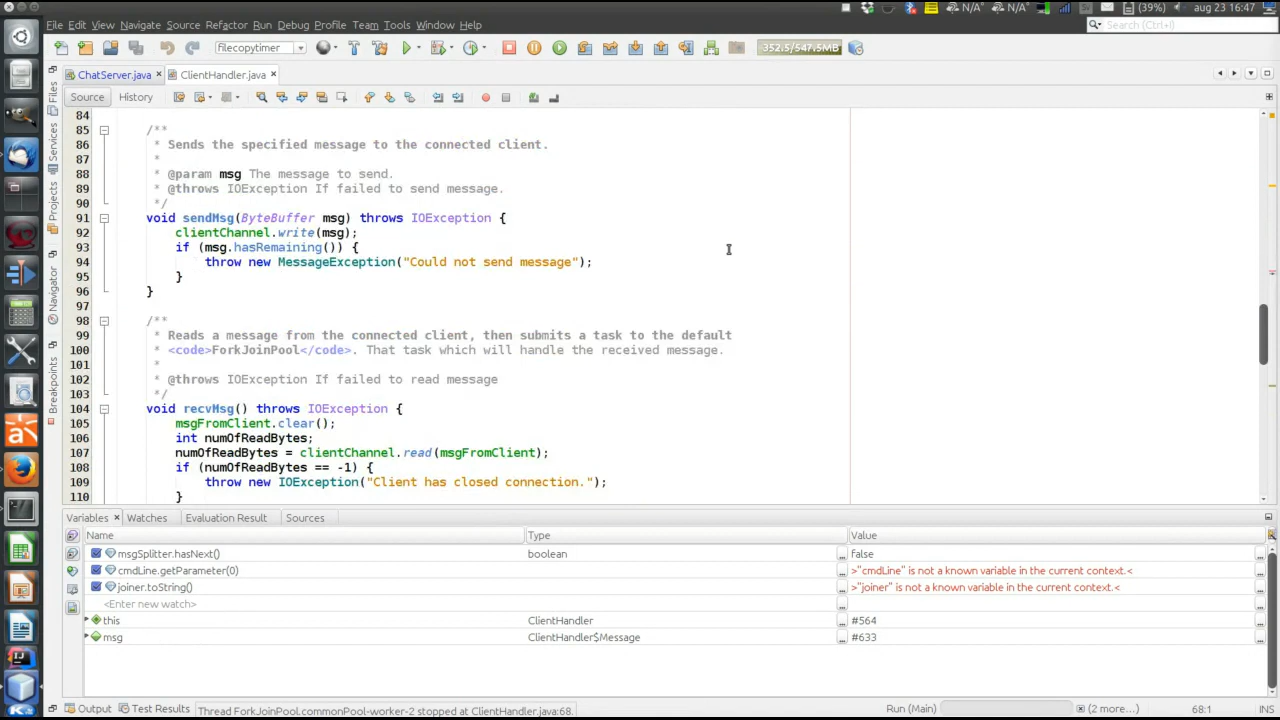 (39%) aug 23 16:47
File Edit View Navigate Source Refactor Run Debug Profile Team Tools Window Help
Search (Ctrl+I)
filecopytimer 352.5/547.5MB
ChatServer.java ClientHandler.java
Source History
Files
Services
Projects
Navigator
Breakpoints
84
85 /**
86 * Sends the specified message to the connected client.
87 *
88 * @param msg The message to send.
89 * @throws IOException If failed to send message.
90 */
91 void sendMsg(ByteBuffer msg) throws IOException {
92 clientChannel.write(msg);
93 if (msg.hasRemaining()) {
94 throw new MessageException("Could not send message");
95 }
96 }
97
98 /**
99 * Reads a message from the connected client, then submits a task to the default
100 * <code>ForkJoinPool</code>. That task which will handle the received message.
101 *
102 * @throws IOException If failed to read message
103 */
104 void recvMsg() throws IOException {
105 msgFromClient.clear();
106 int numOfReadBytes;
107 numOfReadBytes = clientChannel.read(msgFromClient);
108 if (numOfReadBytes == -1) {
109 throw new IOException("Client has closed connection.");
110 }
Variables Watches Evaluation Result Sources
Name Type Value
msgSplitter.hasNext() boolean false
cmdLine.getParameter(0) >"cmdLine" is not a known variable in the current context.<
joiner.toString() >"joiner" is not a known variable in the current context.<
<Enter new watch>
this ClientHandler #564
msg ClientHandler$Message #633
Output Test Results Thread ForkJoinPool.commonPool-worker-2 stopped at ClientHandler.java:68. Run (Main) (2 more...) 68:1 INS